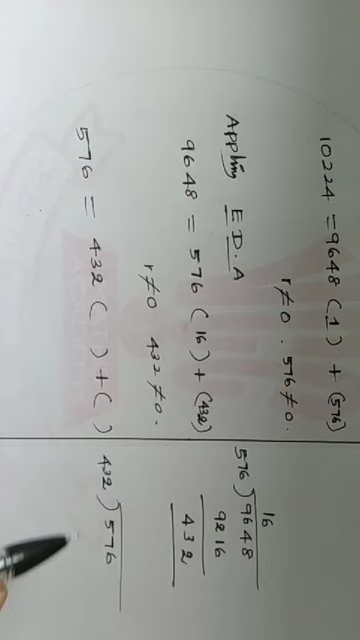 10224 = 9648 ( 1 ) + (576)
r ≠ 0 . 576 ≠ 0.
Appling E.D.A
9648 = 576 ( 16 ) + (432)
r ≠ 0 432 ≠ 0.
576 = 432 ( ) + ( )
16
576 ) 9648
9216
432
432 ) 576